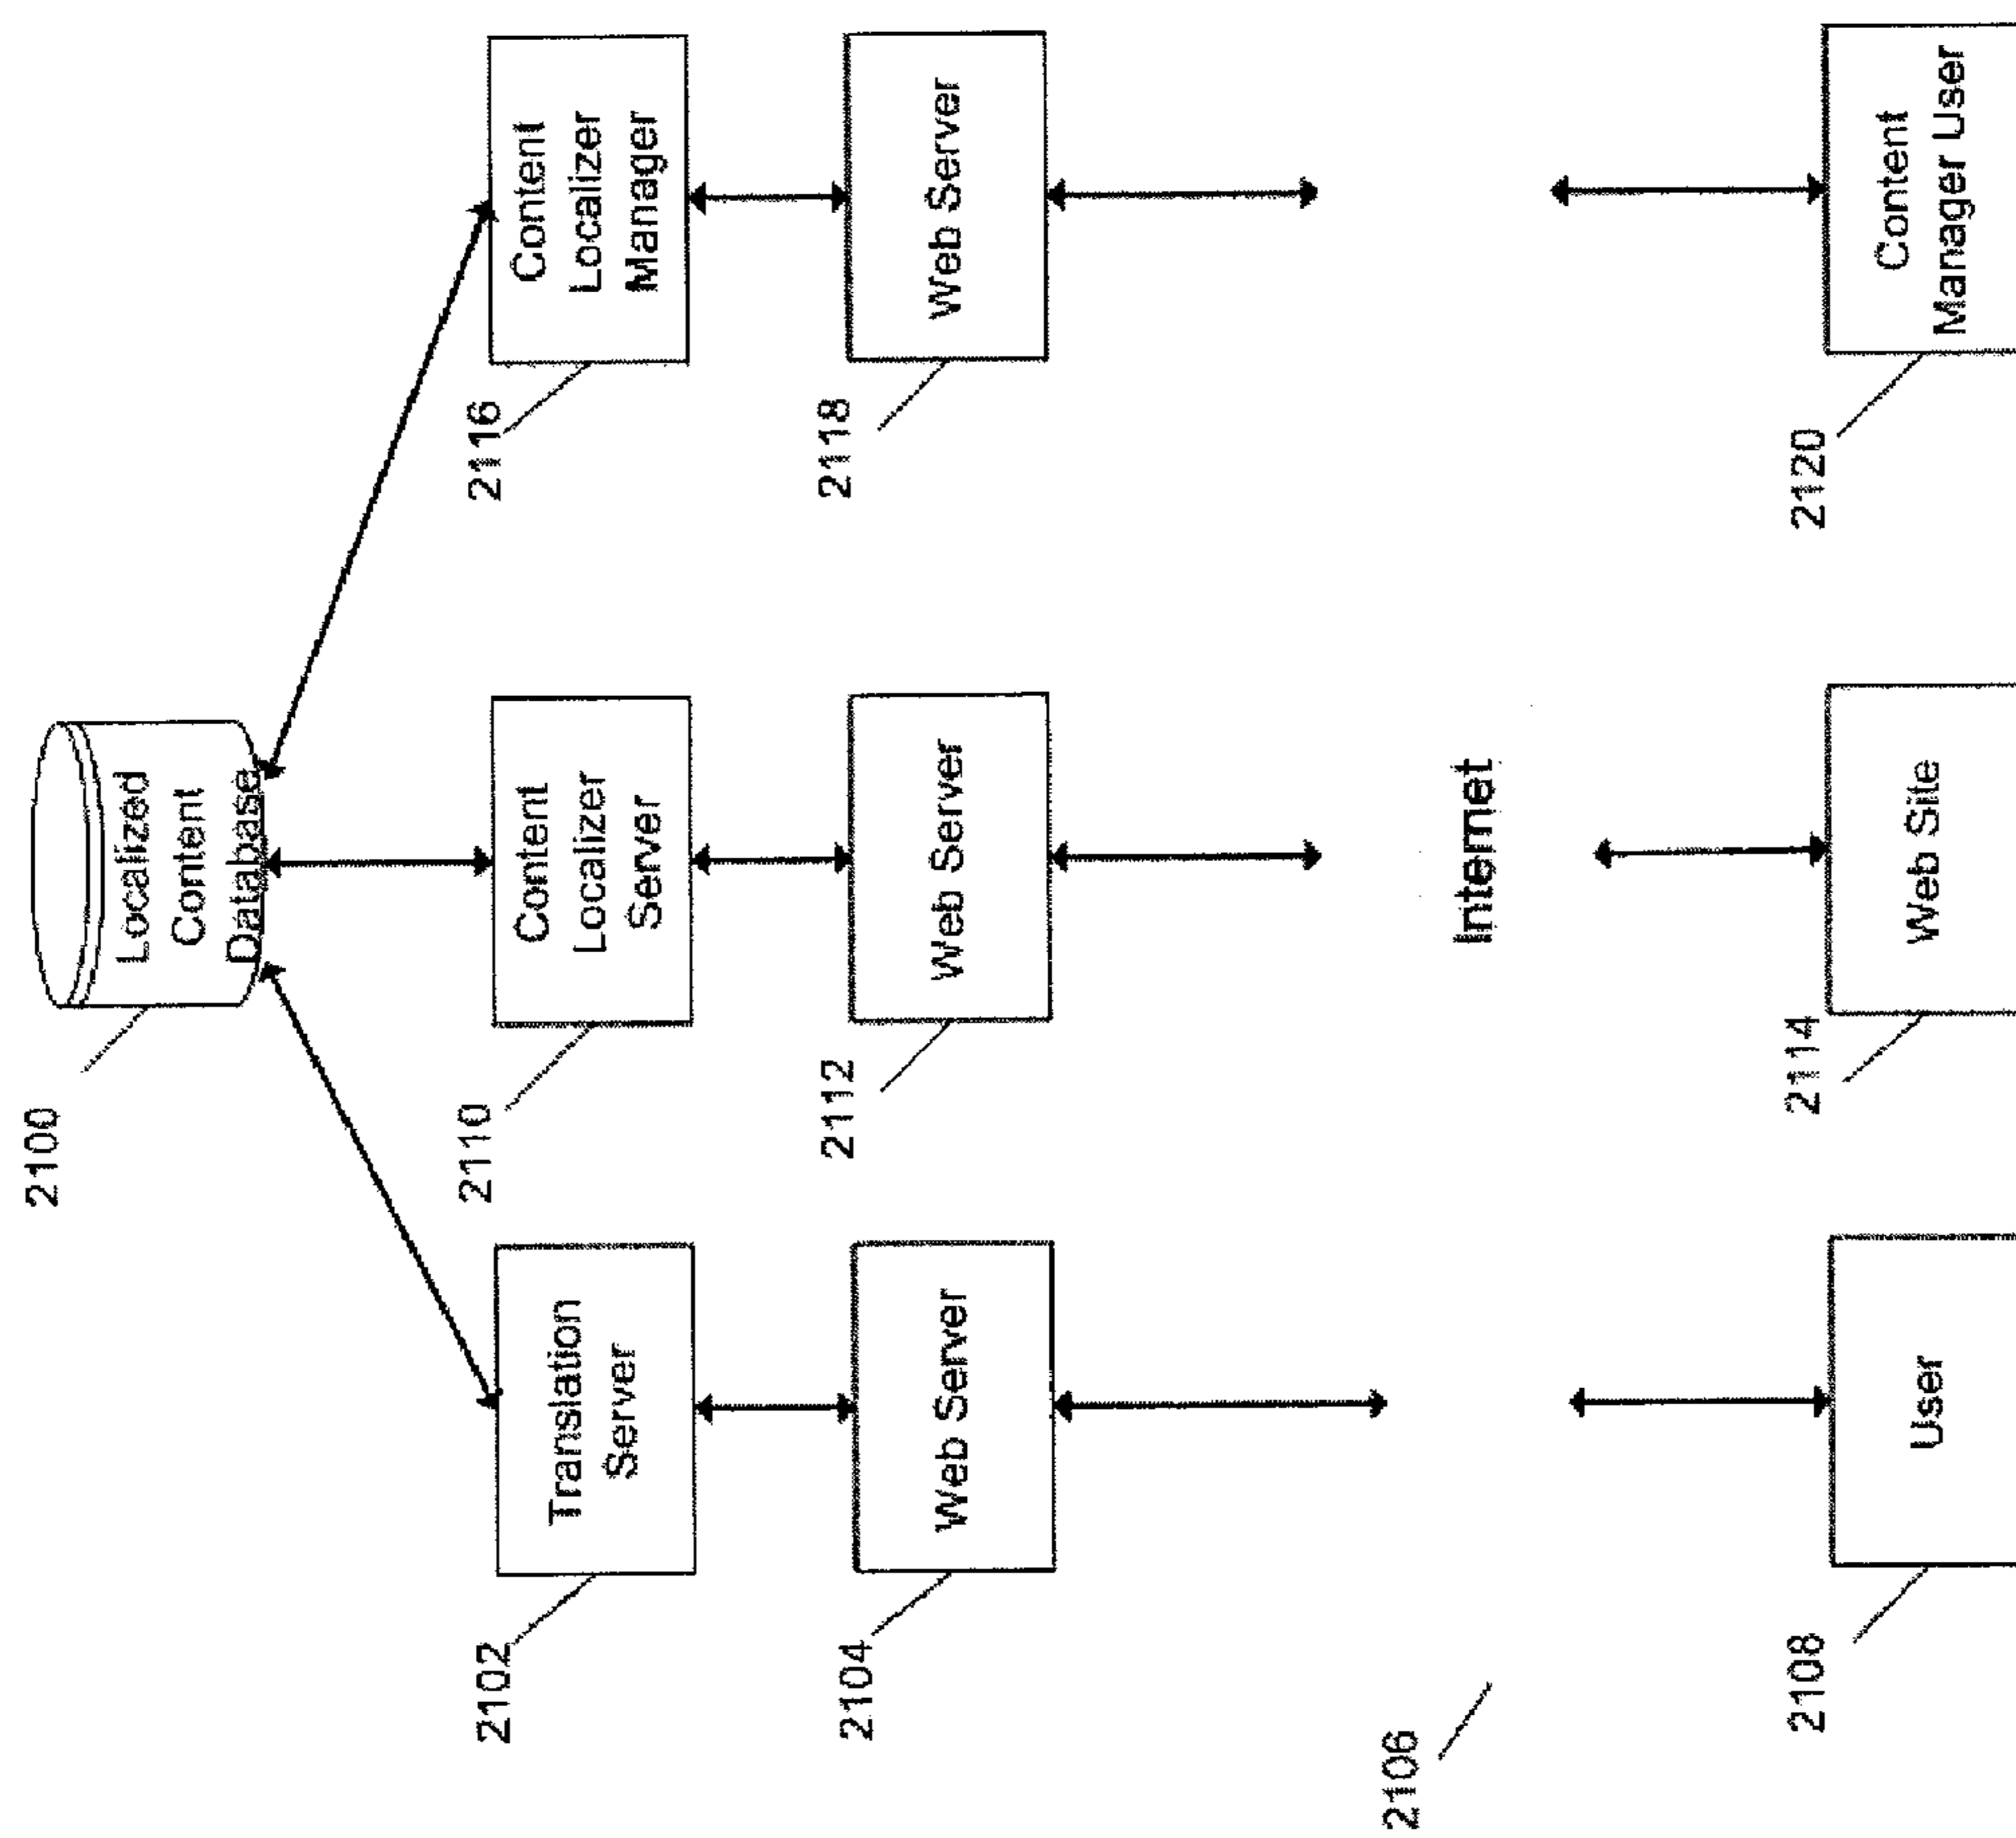 2100
Localized
Content
Database
2102
Translation
Server
2110
Content
Localizer
Server
2116
Content
Localizer
Manager
2104
Web Server
2112
Web Server
2118
Web Server
2106
Internet
2108
User
2114
Web Site
2120
Content
Manager User